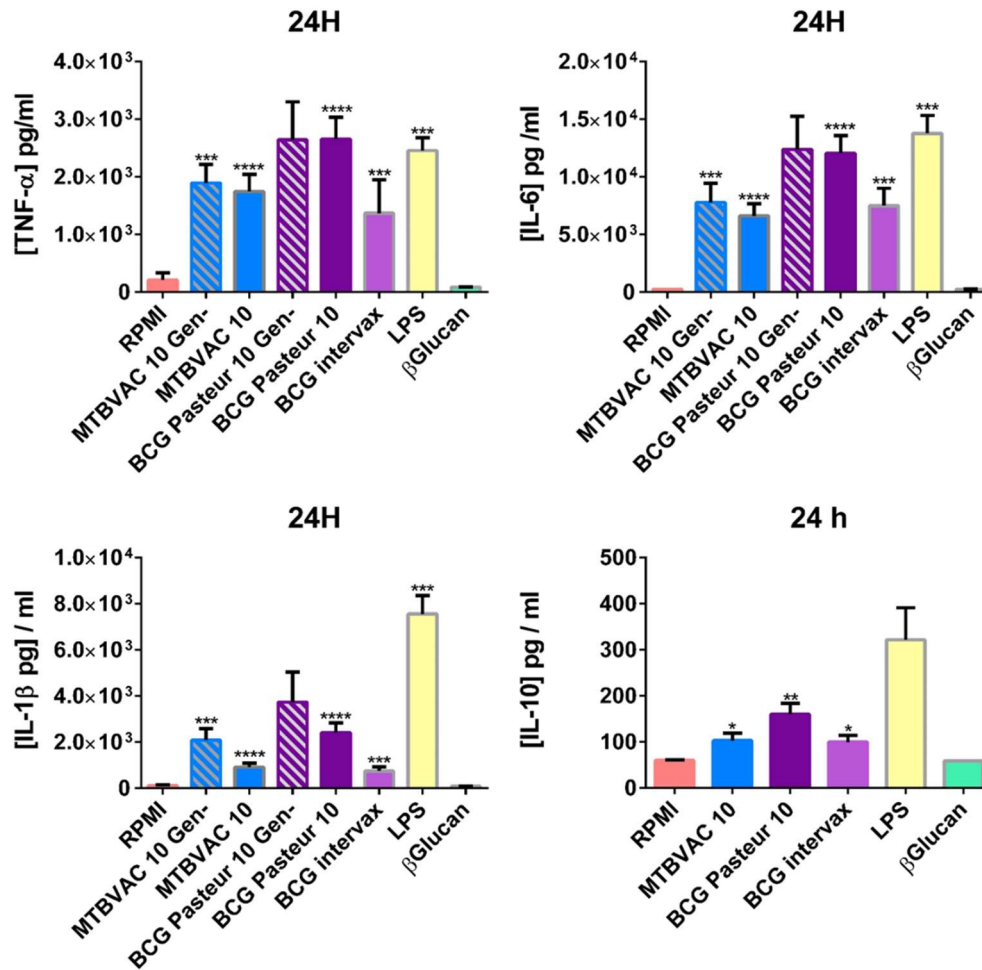 24H
[TNF-α] pg/ml
4.0×10³
3.0×10³
2.0×10³
1.0×10³
0
****
***
***
****
***
RPMI
MTBVAC 10 Gen-
MTBVAC 10
BCG Pasteur 10 Gen-
BCG Pasteur 10
BCG intervax
LPS
βGlucan
24H
[IL-6] pg /ml
2.0×10⁴
1.5×10⁴
1.0×10⁴
5.0×10³
0
***
****
****
***
***
RPMI
MTBVAC 10 Gen-
MTBVAC 10
BCG Pasteur 10 Gen-
BCG Pasteur 10
BCG intervax
LPS
βGlucan
24H
[IL-1β pg] / ml
1.0×10⁴
8.0×10³
6.0×10³
4.0×10³
2.0×10³
0
***
***
****
****
***
RPMI
MTBVAC 10 Gen-
MTBVAC 10
BCG Pasteur 10 Gen-
BCG Pasteur 10
BCG intervax
LPS
βGlucan
24 h
[IL-10] pg / ml
500
400
300
200
100
0
**
*
*
RPMI
MTBVAC 10
BCG Pasteur 10
BCG intervax
LPS
βGlucan